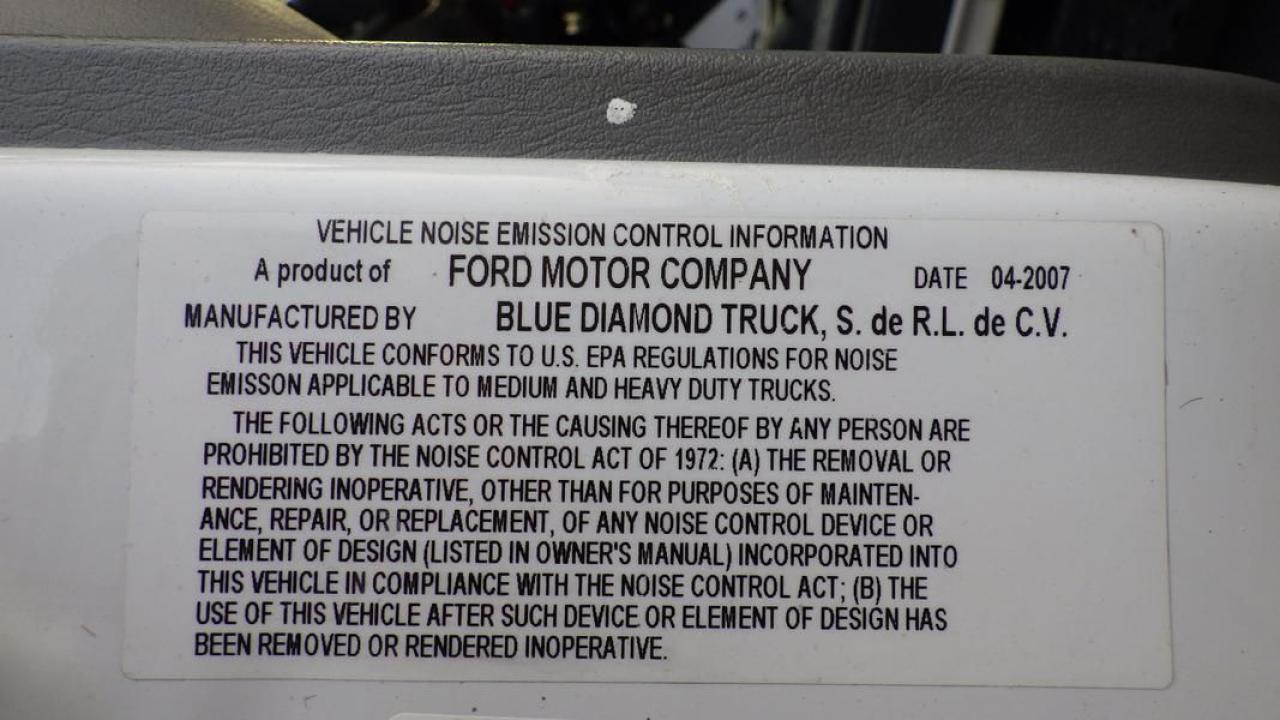 VEHICLE NOISE EMISSION CONTROL INFORMATION
A product of FORD MOTOR COMPANY DATE 04-2007
MANUFACTURED BY BLUE DIAMOND TRUCK, S. de R.L. de C.V.
THIS VEHICLE CONFORMS TO U.S. EPA REGULATIONS FOR NOISE
EMISSON APPLICABLE TO MEDIUM AND HEAVY DUTY TRUCKS.
THE FOLLOWING ACTS OR THE CAUSING THEREOF BY ANY PERSON ARE
PROHIBITED BY THE NOISE CONTROL ACT OF 1972: (A) THE REMOVAL OR
RENDERING INOPERATIVE, OTHER THAN FOR PURPOSES OF MAINTEN-
ANCE, REPAIR, OR REPLACEMENT, OF ANY NOISE CONTROL DEVICE OR
ELEMENT OF DESIGN (LISTED IN OWNER'S MANUAL) INCORPORATED INTO
THIS VEHICLE IN COMPLIANCE WITH THE NOISE CONTROL ACT; (B) THE
USE OF THIS VEHICLE AFTER SUCH DEVICE OR ELEMENT OF DESIGN HAS
BEEN REMOVED OR RENDERED INOPERATIVE.